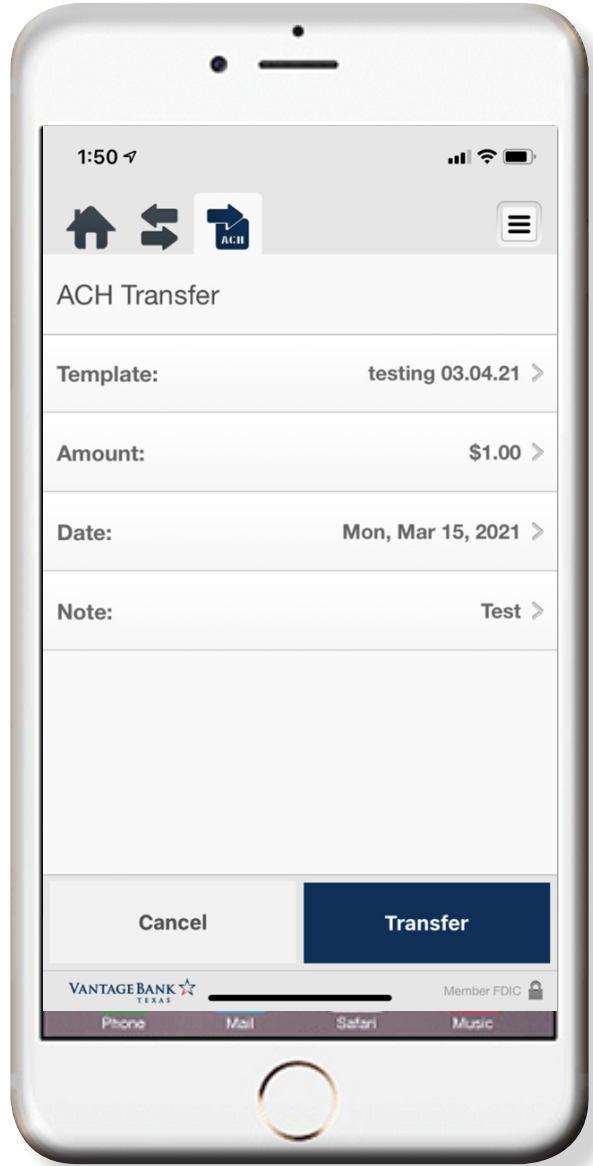 1:50
ACH
ACH Transfer
Template: testing 03.04.21
Amount: $1.00
Date: Mon, Mar 15, 2021
Note: Test
Cancel Transfer
VANTAGE BANK Member FDIC
TEXAS
Phone Mail Safari Music